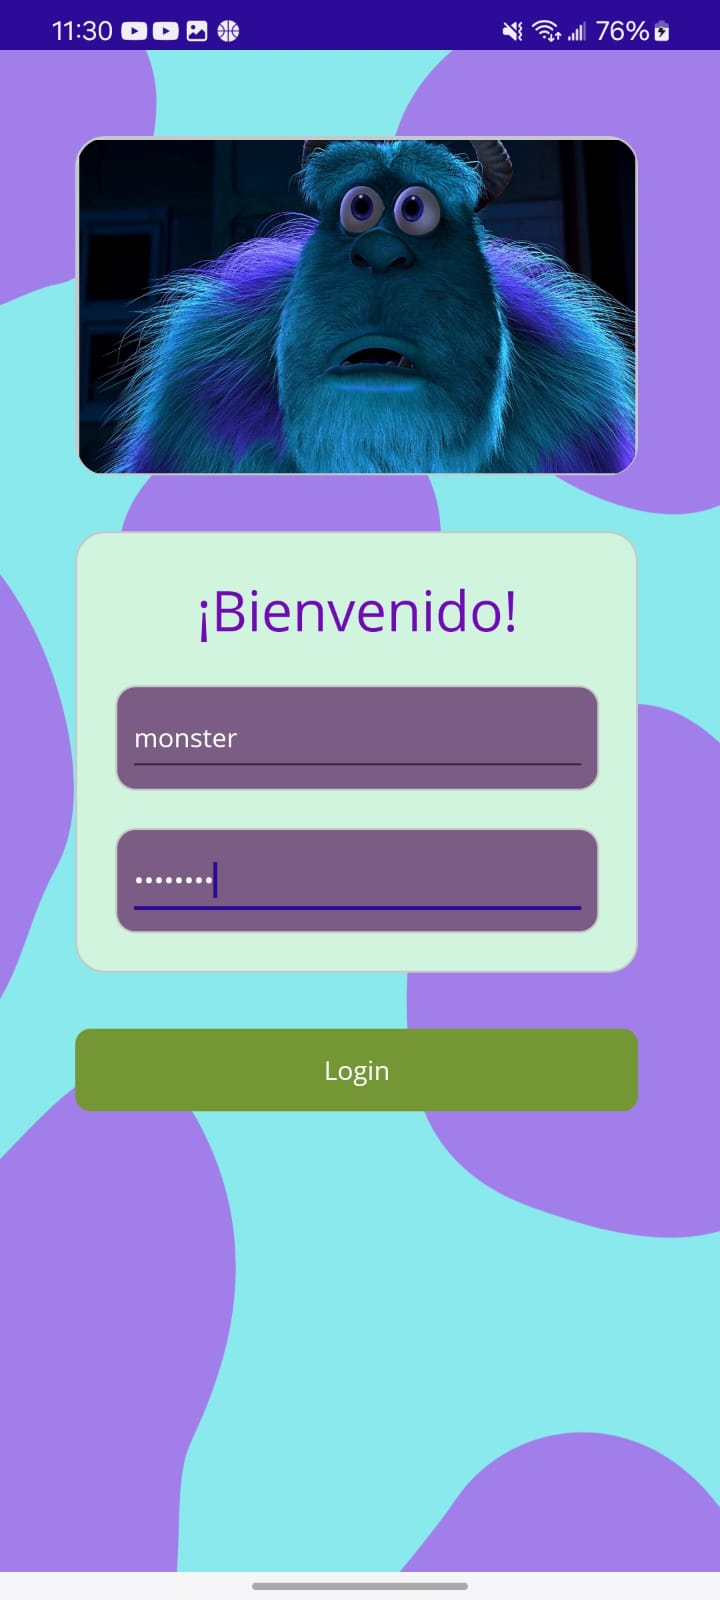 11:30 76%
¡Bienvenido!
monster
••••••••
Login